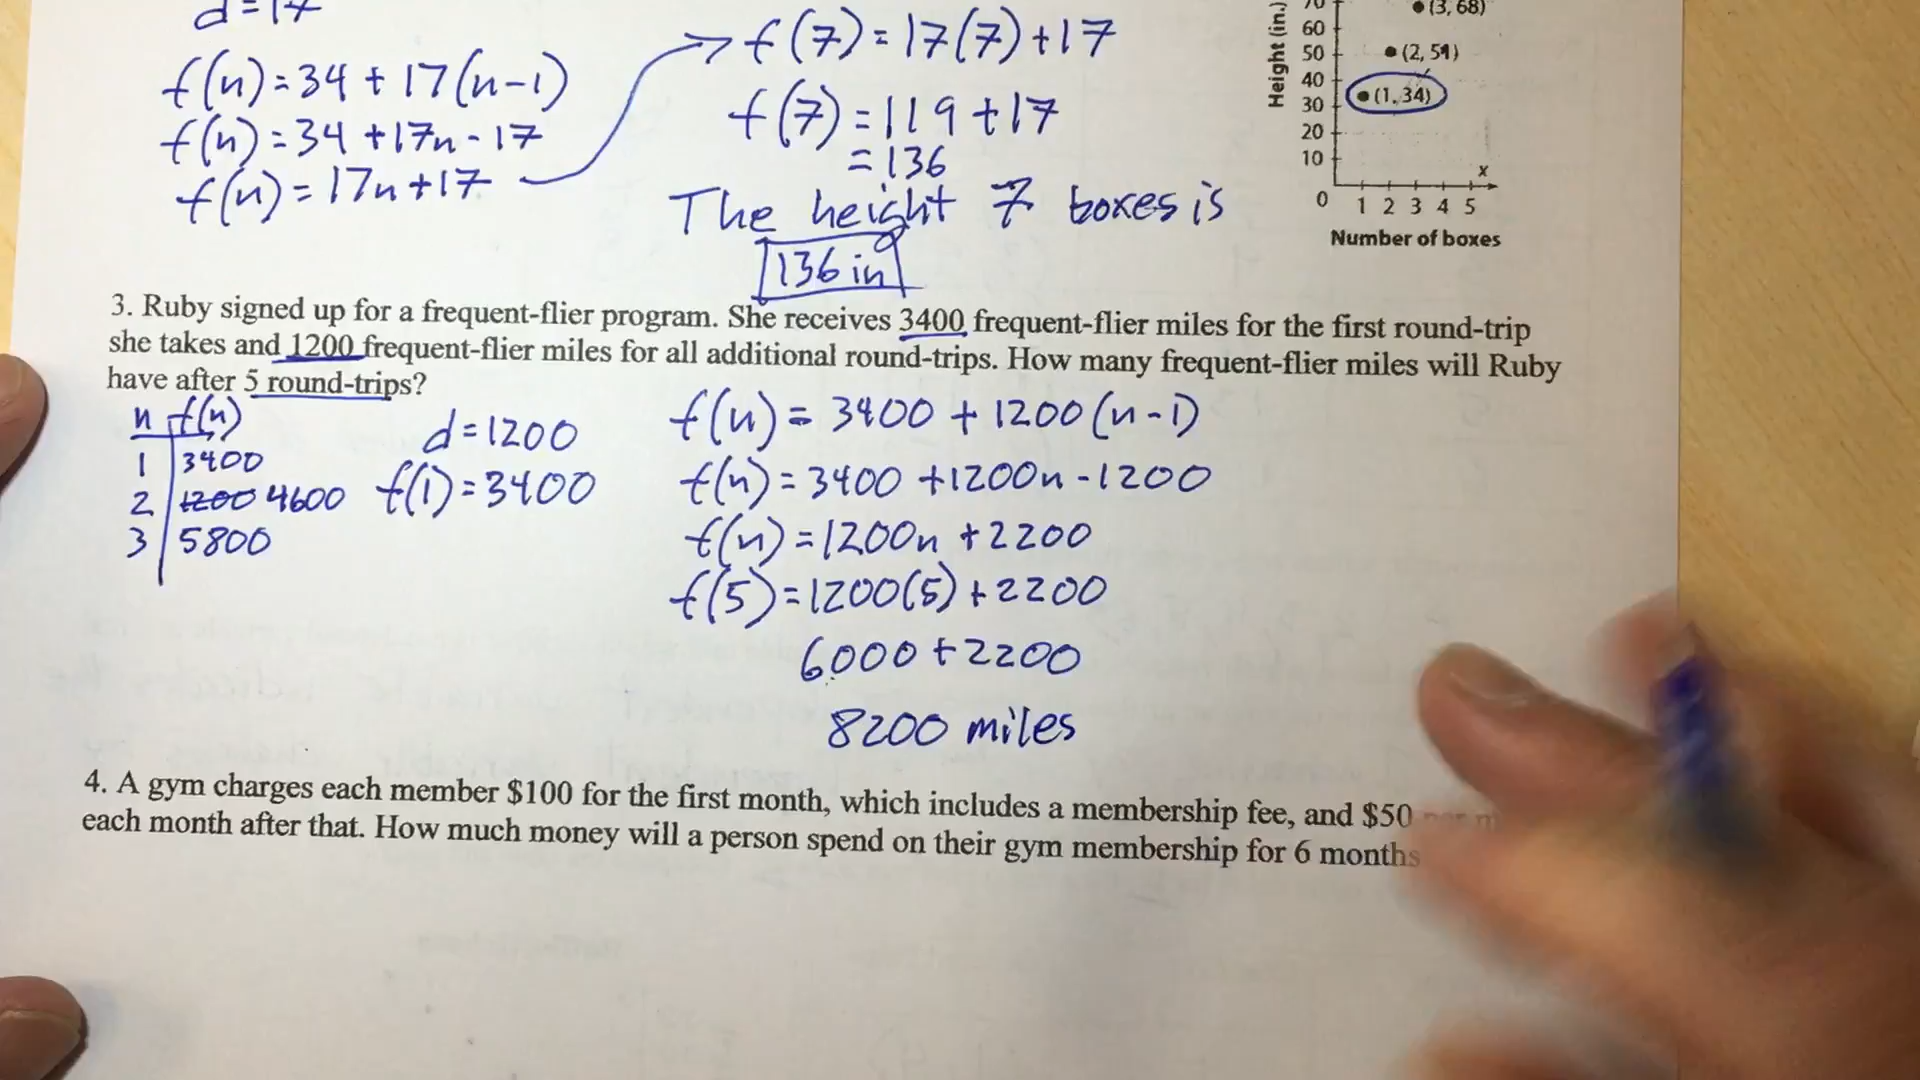 d=17
f(n)=34+17(n-1)
f(n)=34+17n-17
f(n)=17n+17
f(7)=17(7)+17
f(7)=119+17
=136
The height 7 boxes is
136 in
Height (in.)
70
60
50
40
30
20
10
0
1 2 3 4 5
x
(3, 68)
(2, 51)
(1, 34)
Number of boxes
3. Ruby signed up for a frequent-flier program. She receives 3400 frequent-flier miles for the first round-trip
she takes and 1200 frequent-flier miles for all additional round-trips. How many frequent-flier miles will Ruby
have after 5 round-trips?
n f(n)
1 3400
2 1200 4600
3 5800
d=1200
f(1)=3400
f(n)=3400+1200(n-1)
f(n)=3400+1200n-1200
f(n)=1200n+2200
f(5)=1200(5)+2200
6000+2200
8200 miles
4. A gym charges each member $100 for the first month, which includes a membership fee, and $50
each month after that. How much money will a person spend on their gym membership for 6 months